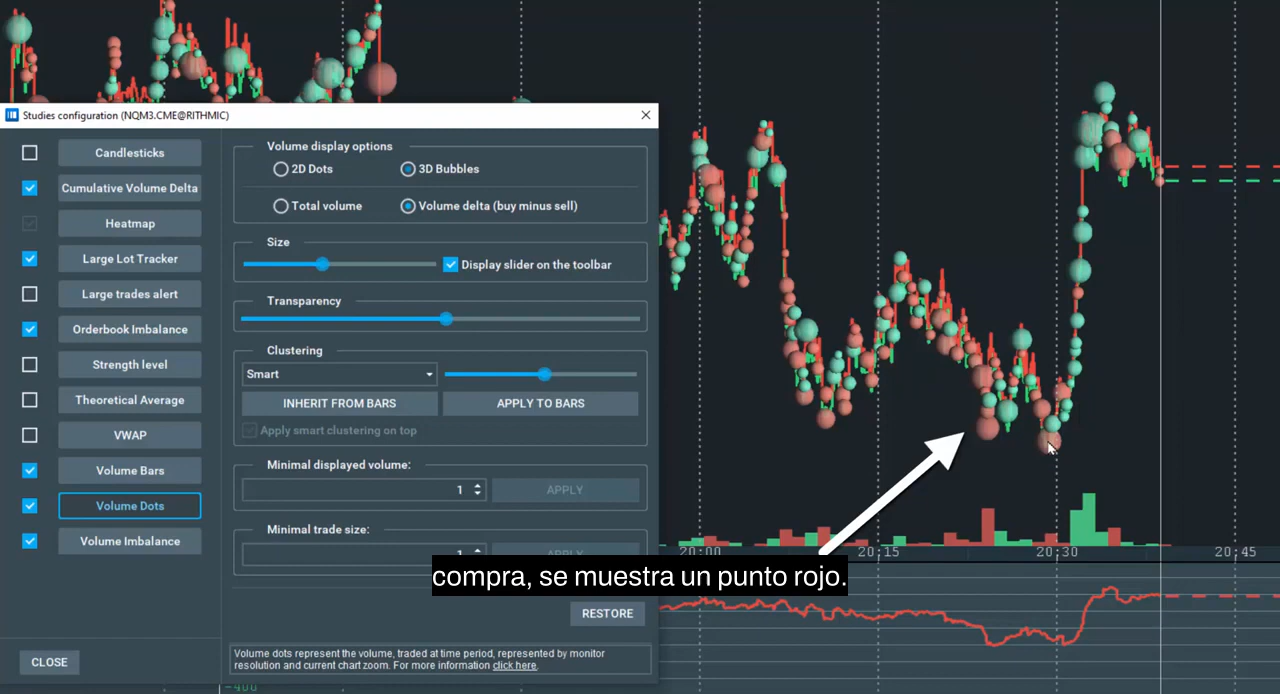 Studies configuration (NQM3.CME@RITHMIC)
Candlesticks
Cumulative Volume Delta
Heatmap
Large Lot Tracker
Large trades alert
Orderbook Imbalance
Strength level
Theoretical Average
VWAP
Volume Bars
Volume Dots
Volume Imbalance
CLOSE
Volume display options
2D Dots 3D Bubbles
Total volume Volume delta (buy minus sell)
Size
Display slider on the toolbar
Transparency
Clustering
Smart
INHERIT FROM BARS APPLY TO BARS
Apply smart clustering on top
Minimal displayed volume:
1 APPLY
Minimal trade size:
1 APPLY
RESTORE
Volume dots represent the volume, traded at time period, represented by monitor
resolution and current chart zoom. For more information click here.
20:00 20:15 20:30 20:45
compra, se muestra un punto rojo.
-400